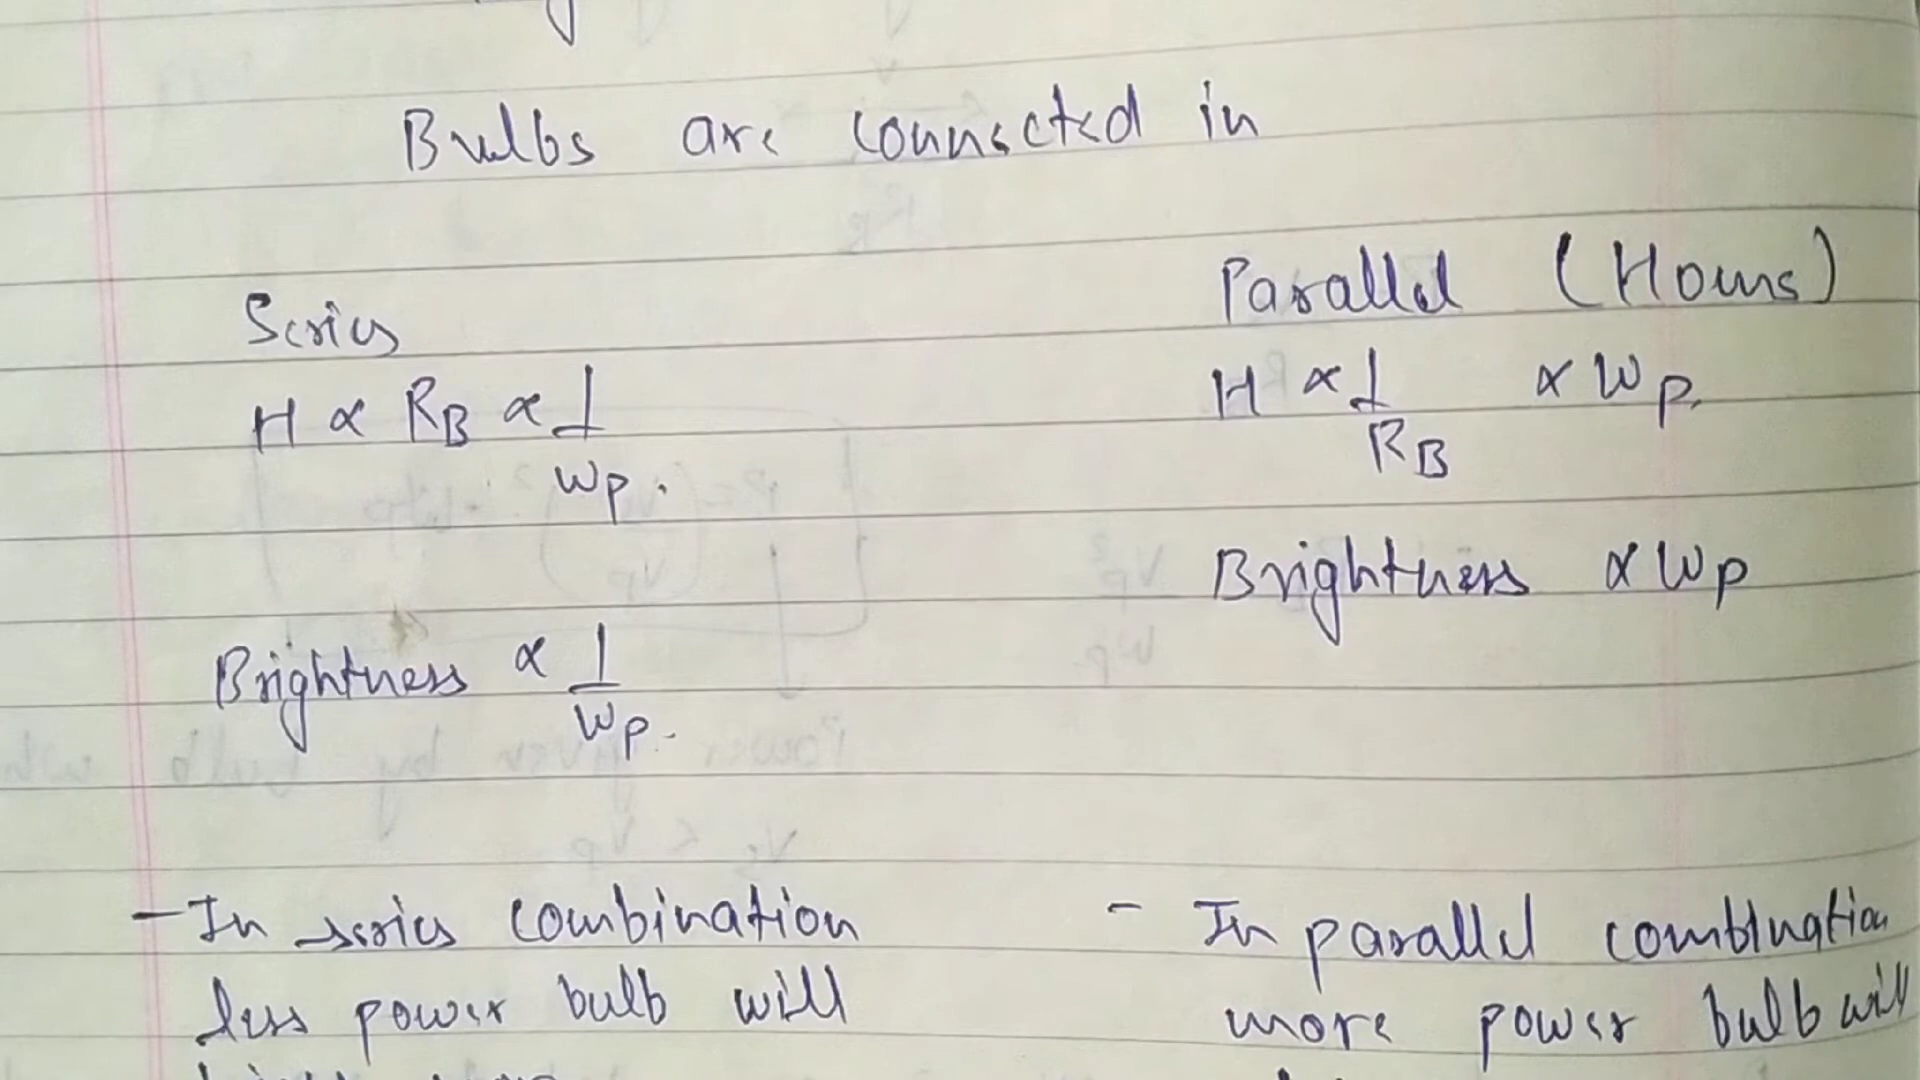 Bulbs are connected in
Series
H ∝ R_B ∝ 1/W_P.
Brightness ∝ 1/W_P.
- In series combination
less power bulb will
Parallel (Homes)
H ∝ 1/R_B ∝ W_P.
Brightness ∝ W_P
- In parallel combination
more power bulb will